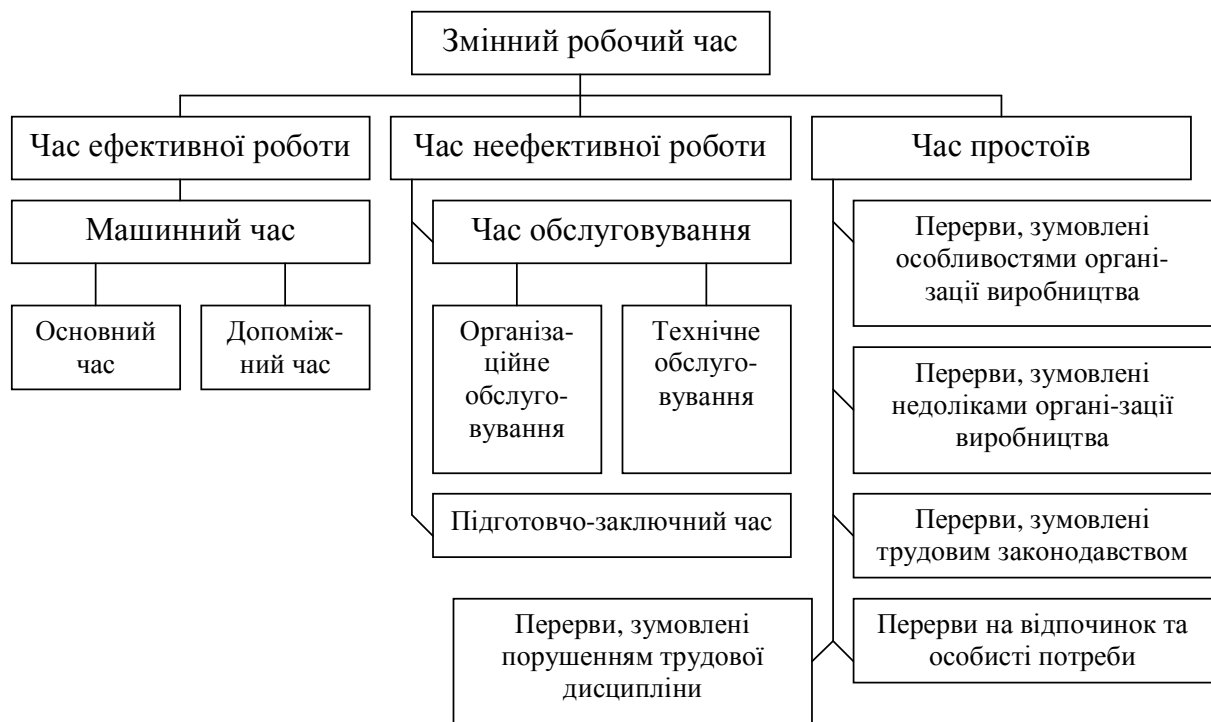 Змінний робочий час
Час ефективної роботи
Час неефективної роботи
Час простоїв
Машинний час
Основний
час
Допоміж-
ний час
Час обслуговування
Організа-
ційне
обслуго-
вування
Технічне
обслуго-
вування
Підготовчо-заключний час
Перерви, зумовлені
особливостями органі-
зації виробництва
Перерви, зумовлені
недоліками органі-зації
виробництва
Перерви, зумовлені
трудовим законодавством
Перерви на відпочинок та
особисті потреби
Перерви, зумовлені
порушенням трудової
дисципліни